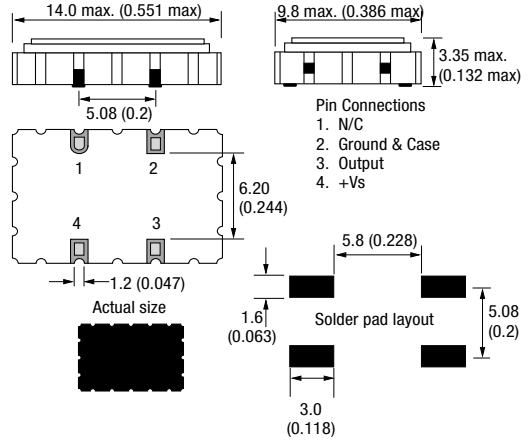 14.0 max. (0.551 max)
9.8 max. (0.386 max)
3.35 max.
(0.132 max)
5.08 (0.2)
Pin Connections
1. N/C
2. Ground & Case
3. Output
4. +Vs
1
2
6.20
(0.244)
4
3
1.2 (0.047)
Actual size
5.8 (0.228)
1.6
(0.063)
Solder pad layout
5.08
(0.2)
3.0
(0.118)